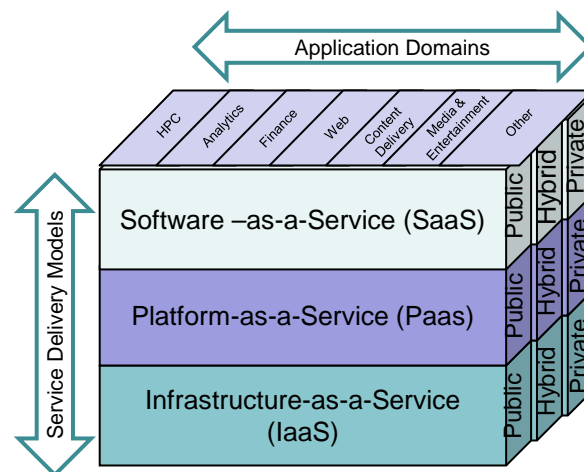 Application Domains
HPC
Analytics
Finance
Web
Content
Delivery
Media &
Entertainment
Other
Service Delivery Models
Software –as-a-Service (SaaS)
Public
Hybrid
Private
Platform-as-a-Service (Paas)
Public
Hybrid
Private
Infrastructure-as-a-Service
(IaaS)
Public
Hybrid
Private